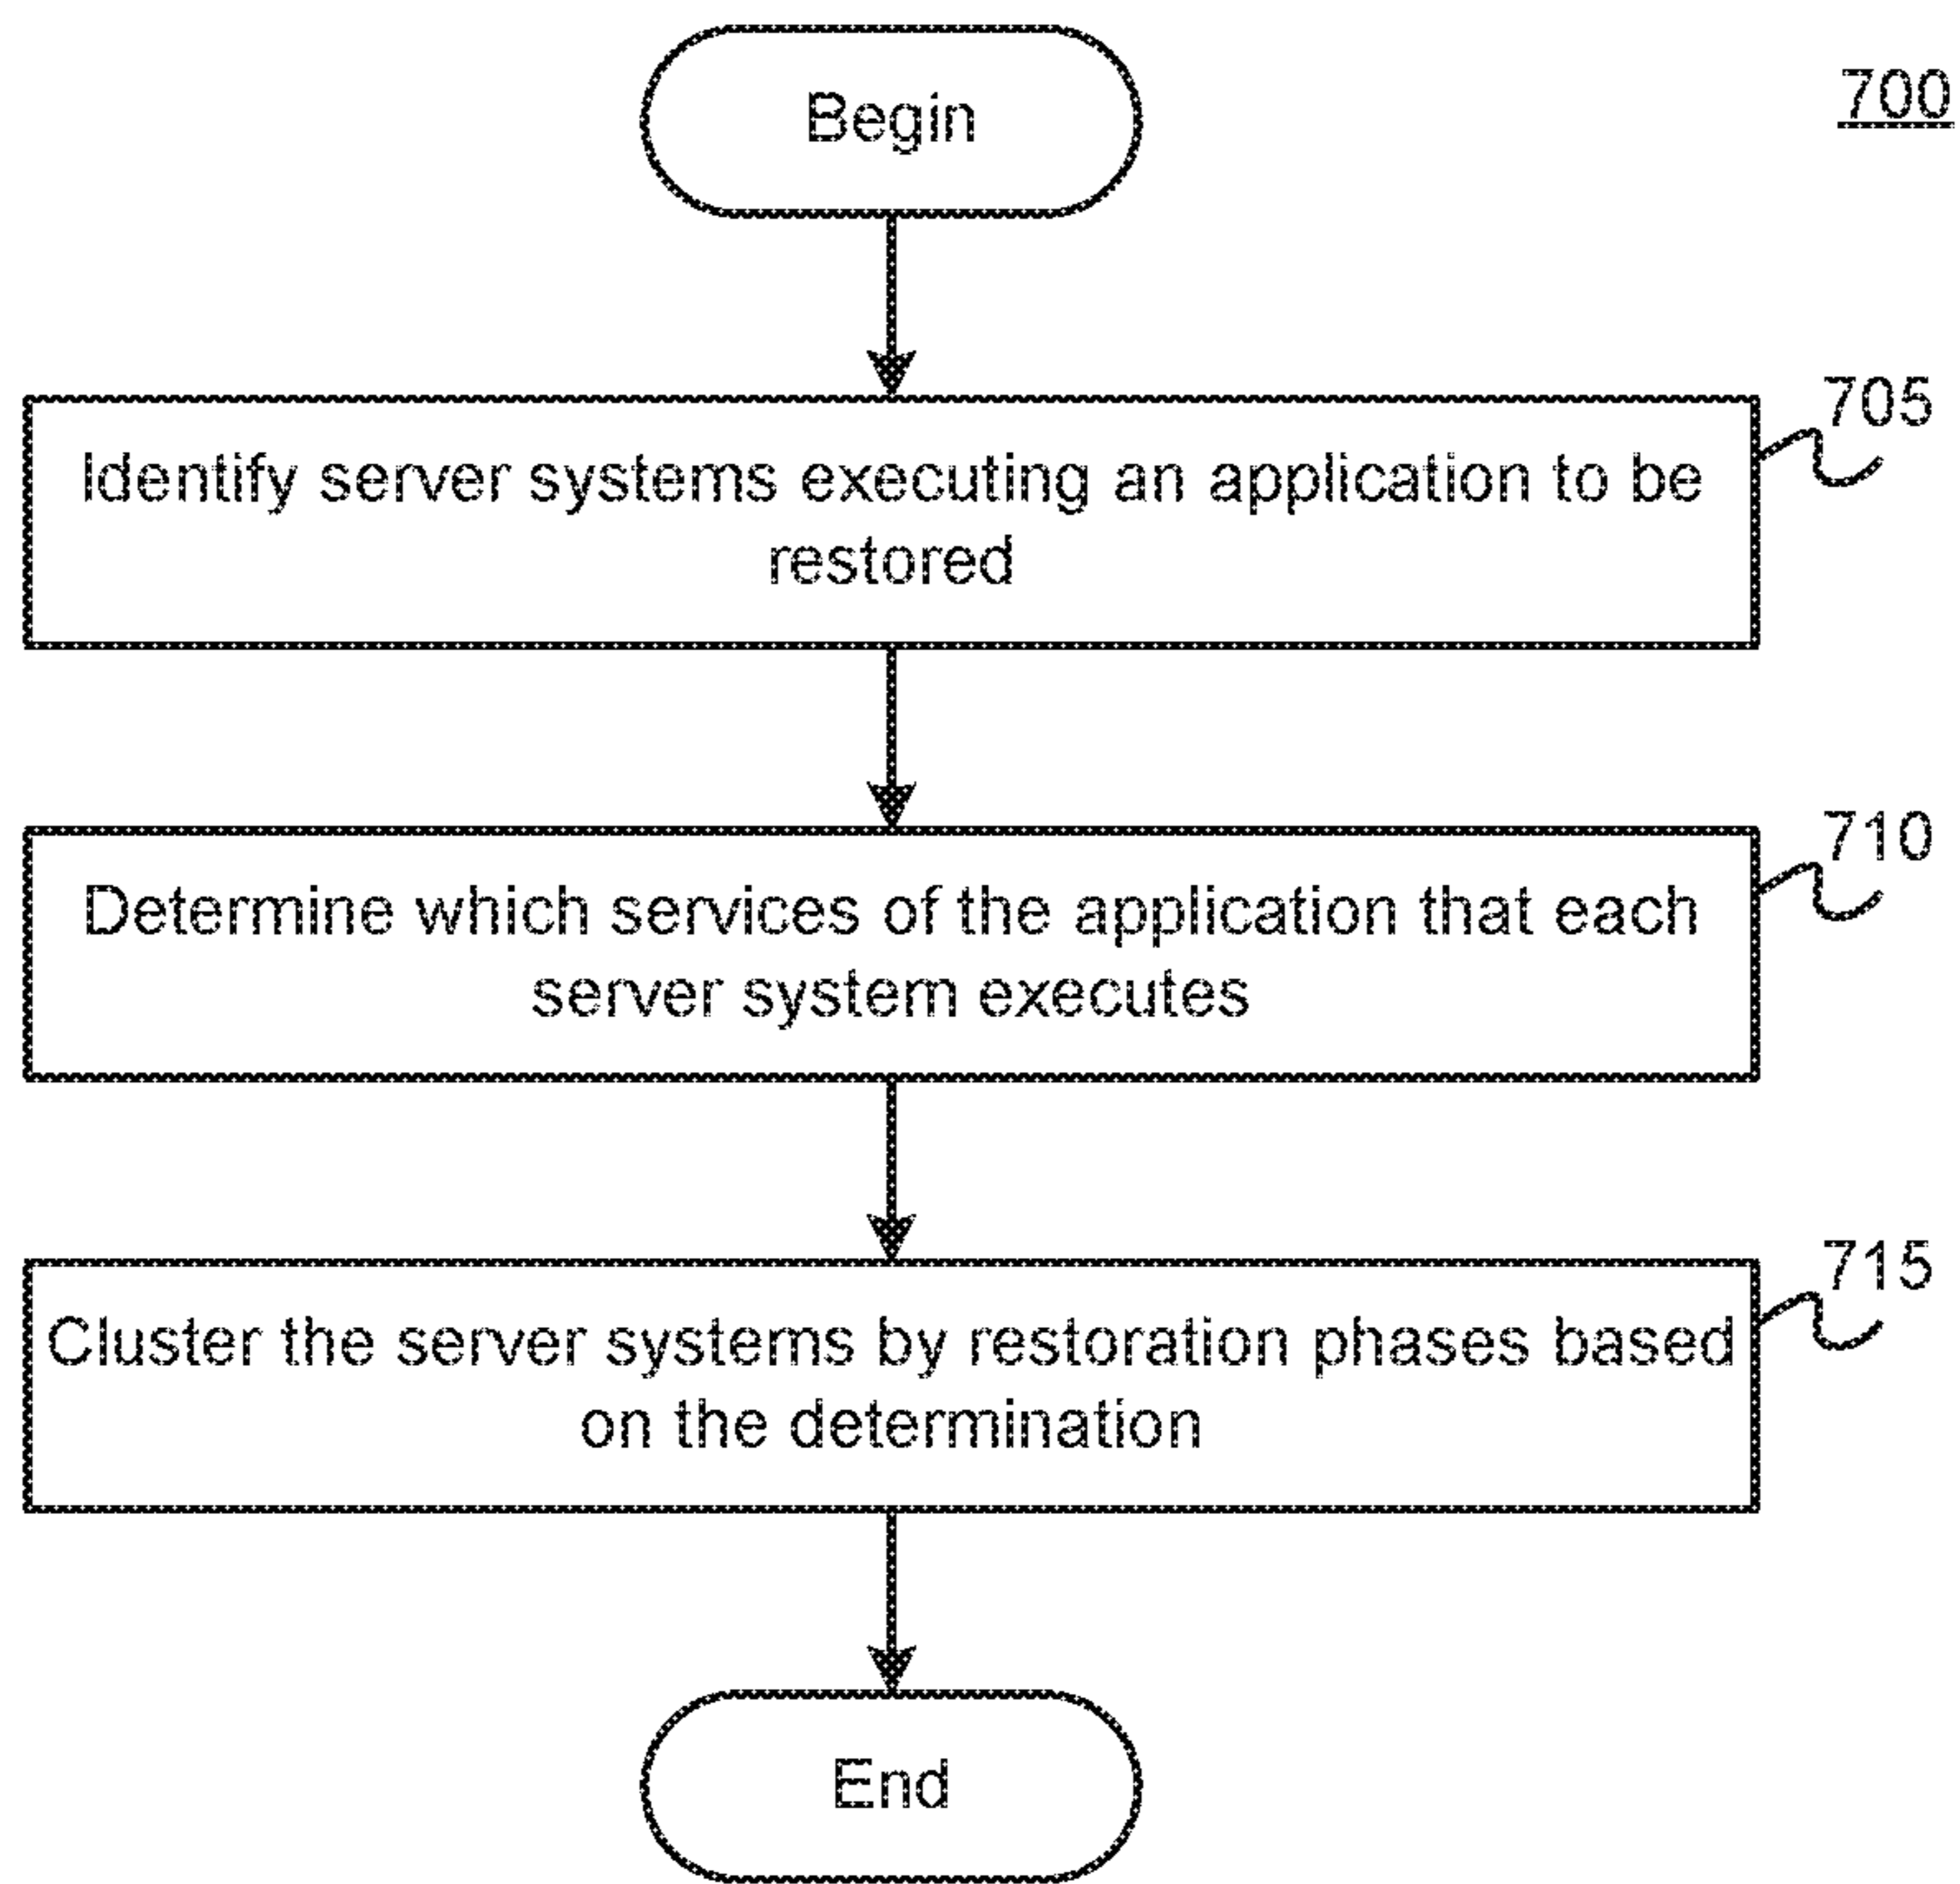 Begin
700
705
Identify server systems executing an application to be
restored
710
Determine which services of the application that each
server system executes
715
Cluster the server systems by restoration phases based
on the determination
End